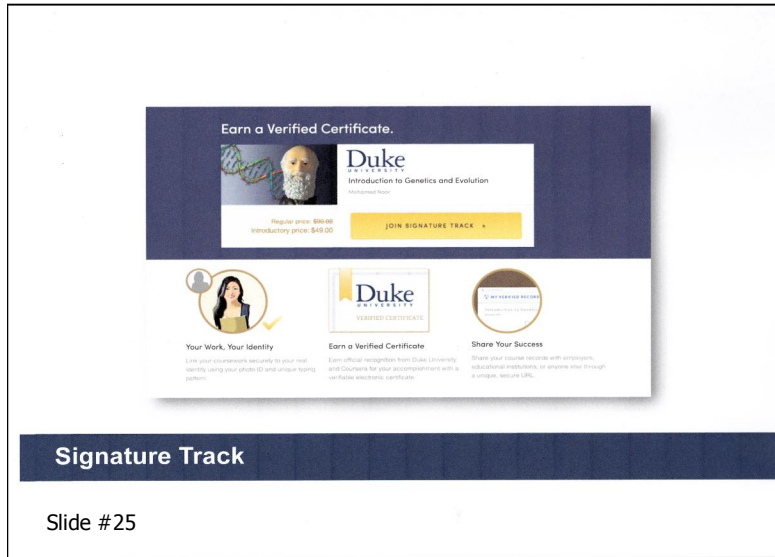 Earn a Verified Certificate.
Duke
UNIVERSITY
Introduction to Genetics and Evolution
Mohamed Noor
Regular price: $90.00
Introductory price: $49.00
JOIN SIGNATURE TRACK »
Duke
UNIVERSITY
VERIFIED CERTIFICATE
MY VERIFIED RECORD
Your Work, Your Identity
Link your coursework securely to your real
identity using your photo ID and unique typing
pattern
Earn a Verified Certificate
Earn official recognition from Duke University
and Coursera for your accomplishment with a
verifiable electronic certificate
Share Your Success
Share your course records with employers,
educational institutions, or anyone else through
a unique, secure URL.
Signature Track
Slide #25